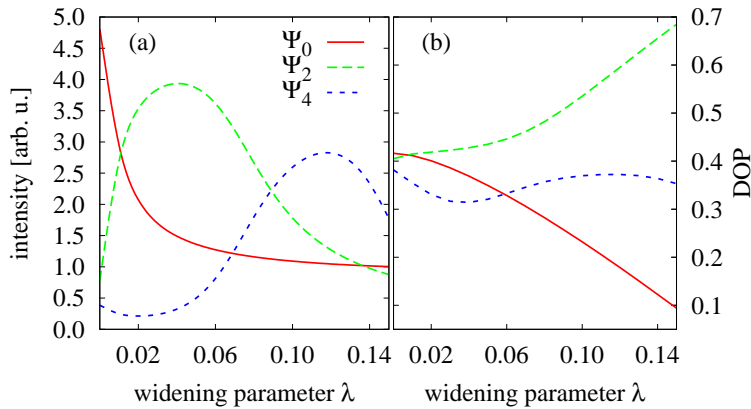 5.0
4.5
4.0
3.5
3.0
2.5
2.0
1.5
1.0
0.5
0.0
intensity [arb. u.]
(a)
Ψ0
Ψ2
Ψ4
0.02 0.06 0.10 0.14
widening parameter λ
(b)
0.7
0.6
0.5
0.4
0.3
0.2
0.1
DOP
0.02 0.06 0.10 0.14
widening parameter λ